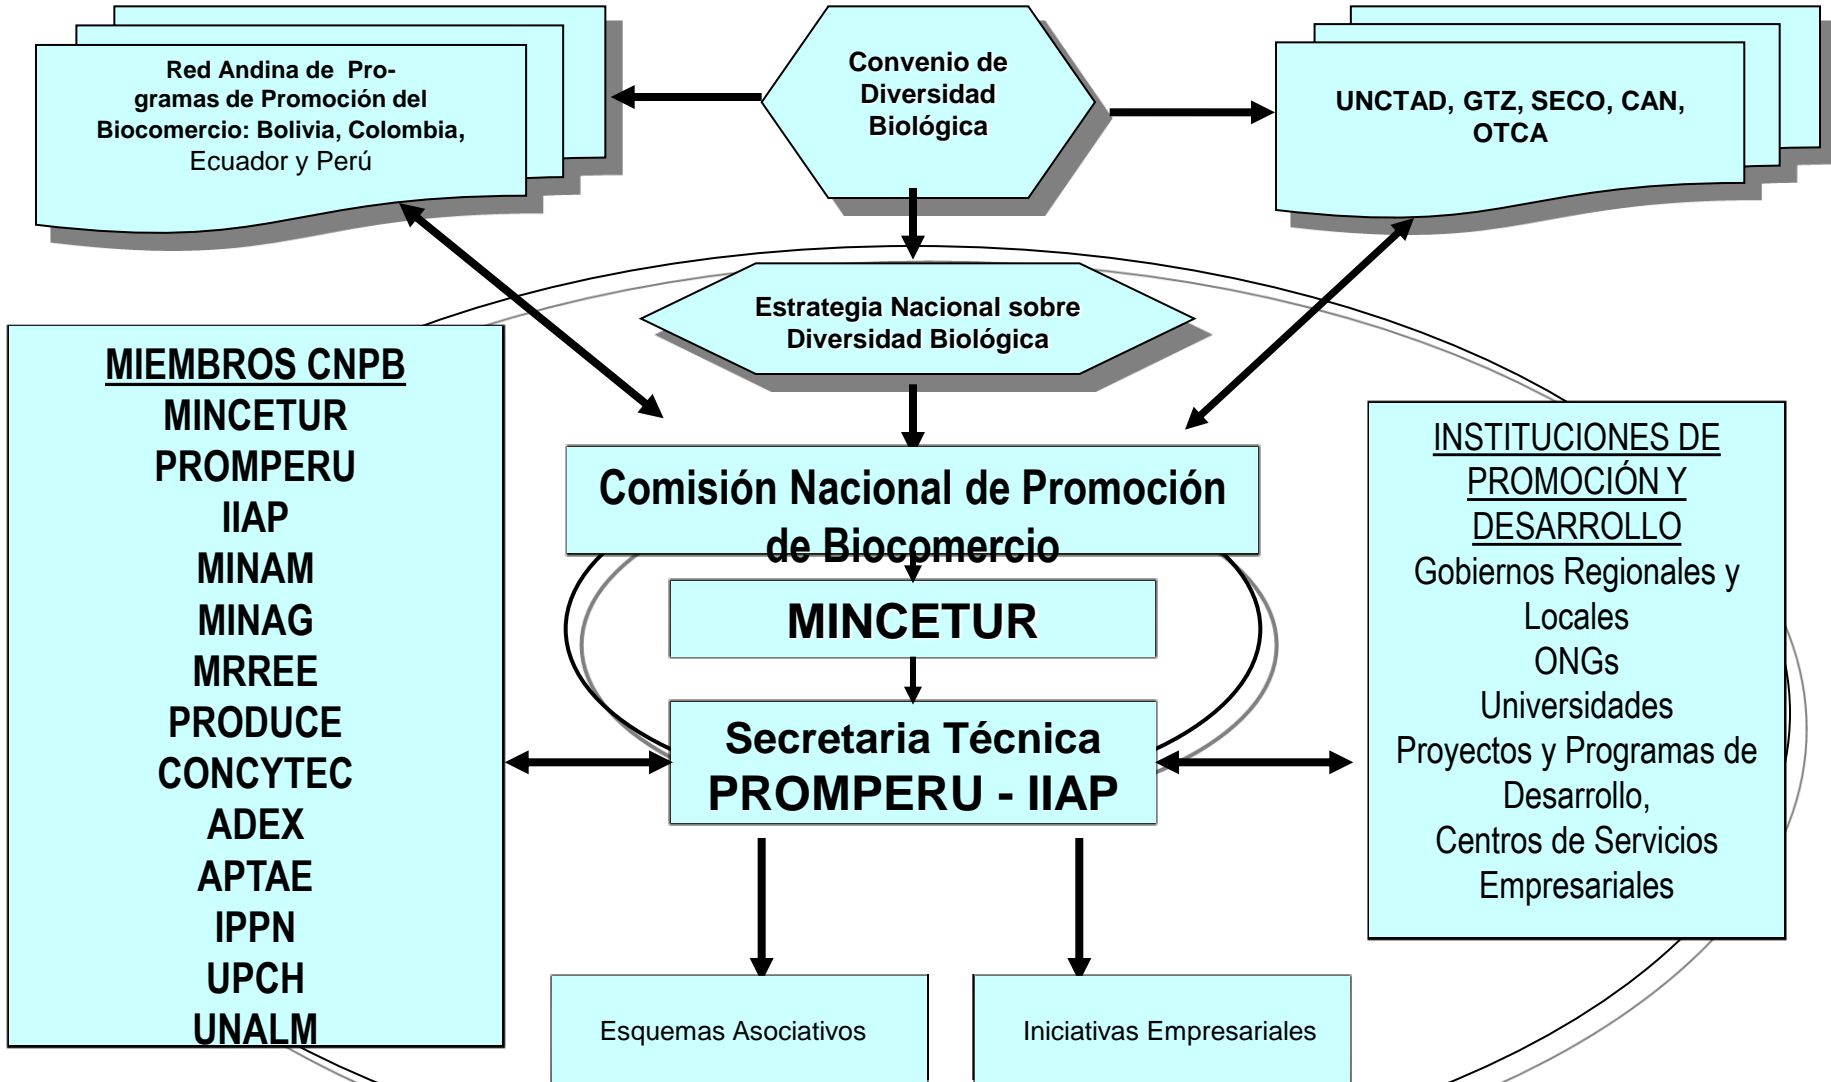 Red Andina de Pro-
gramas de Promoción del
Biocomercio: Bolivia, Colombia,
Ecuador y Perú
Convenio de
Diversidad
Biológica
UNCTAD, GTZ, SECO, CAN,
OTCA
Estrategia Nacional sobre
Diversidad Biológica
MIEMBROS CNPB
MINCETUR
PROMPERU
IIAP
MINAM
MINAG
MRREE
PRODUCE
CONCYTEC
ADEX
APTAE
IPPN
UPCH
UNALM
Comisión Nacional de Promoción
de Biocomercio
MINCETUR
Secretaria Técnica
PROMPERU - IIAP
INSTITUCIONES DE
PROMOCIÓN Y
DESARROLLO
Gobiernos Regionales y
Locales
ONGs
Universidades
Proyectos y Programas de
Desarrollo,
Centros de Servicios
Empresariales
Esquemas Asociativos
Iniciativas Empresariales